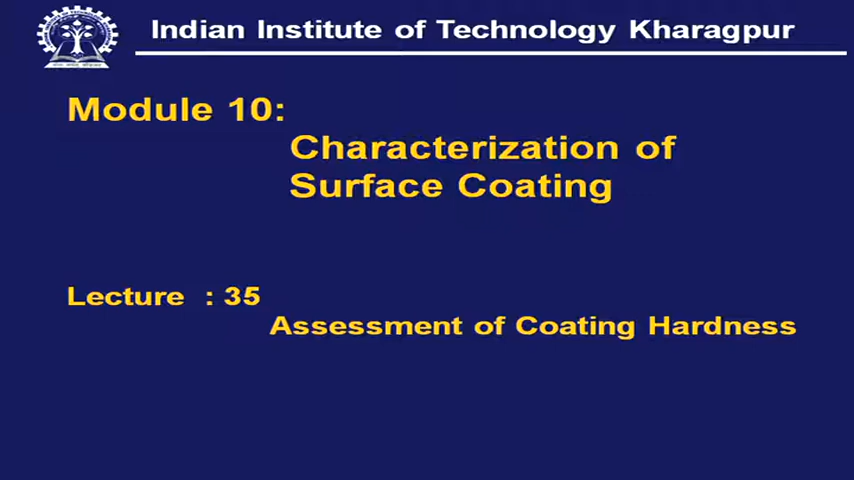 Indian Institute of Technology Kharagpur
Module 10:
Characterization of
Surface Coating
Lecture : 35
Assessment of Coating Hardness